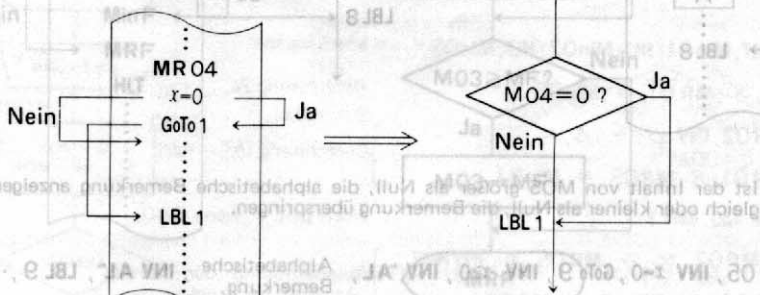 MR 04
x=0
GoTo 1
Nein
Ja
LBL 1
M04=0 ?
Ja
Nein
LBL 1